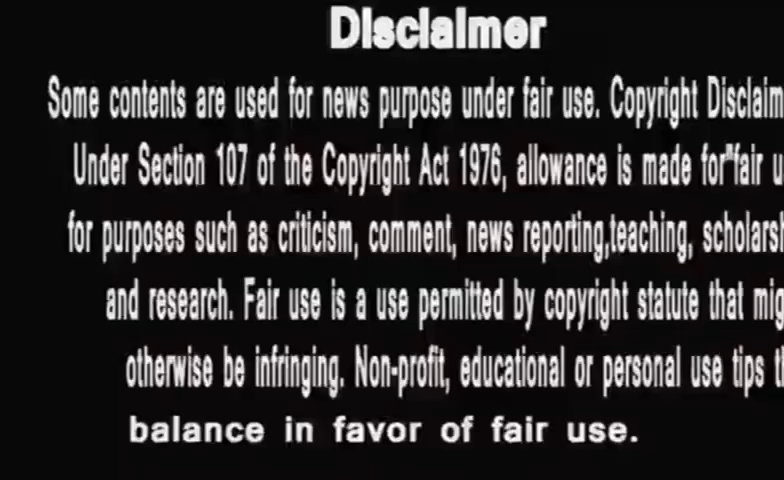 Disclaimer
Some contents are used for news purpose under fair use. Copyright Disclaim
Under Section 107 of the Copyright Act 1976, allowance is made for"fair u
for purposes such as criticism, comment, news reporting,teaching, scholarsh
and research. Fair use is a use permitted by copyright statute that mig
otherwise be infringing. Non-profit, educational or personal use tips t
balance in favor of fair use.